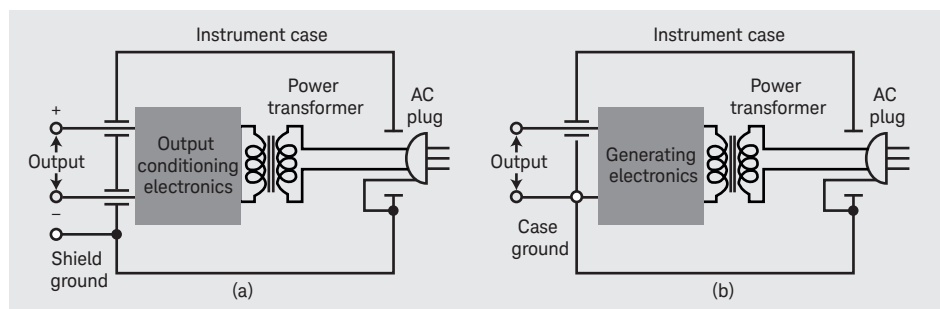 Instrument case
Power
transformer
AC
plug
+
Output
–
Output
conditioning
electronics
Shield
ground
(a)
Instrument case
Power
transformer
AC
plug
Output
Generating
electronics
Case
ground
(b)